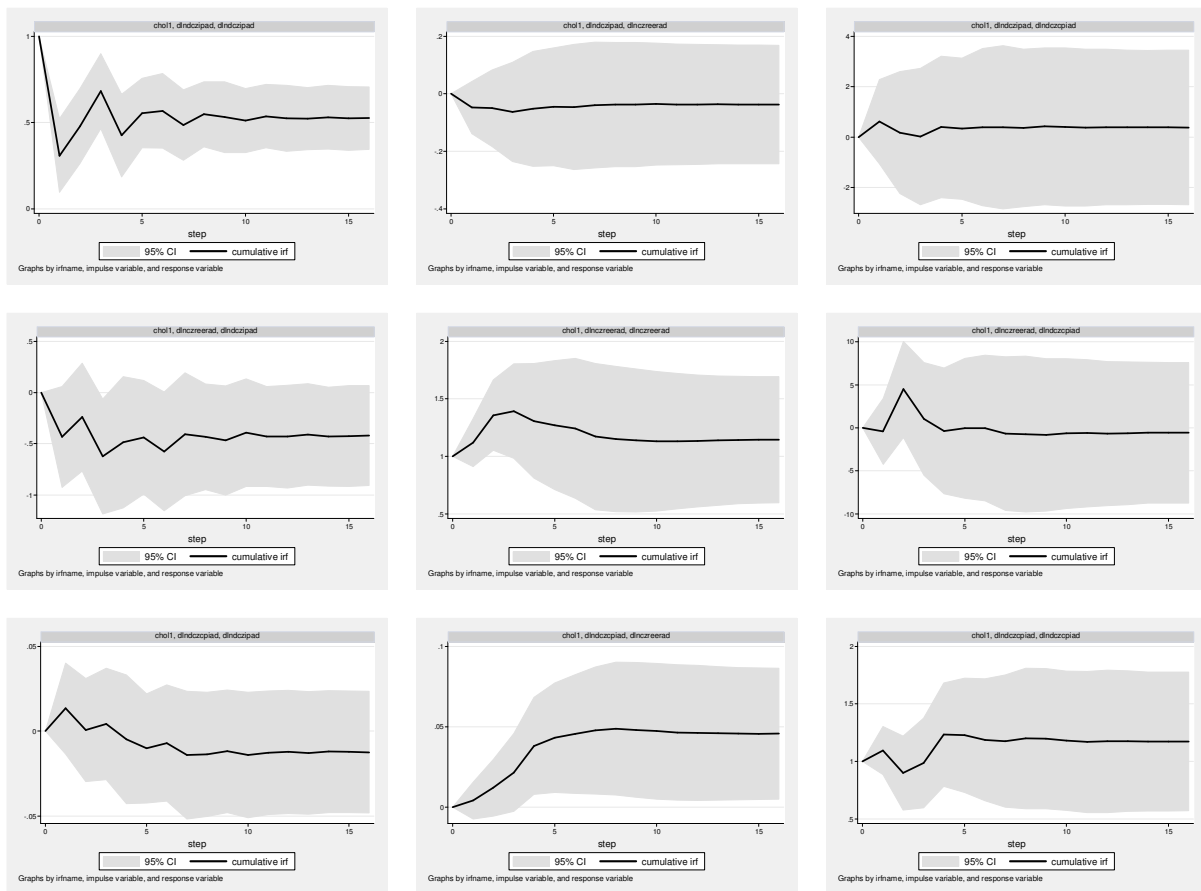 chol1, dlndczipad, dlndczipad
1
.5
0
0 5 10 15
step
95% CI cumulative irf
Graphs by irfname, impulse variable, and response variable
chol1, dlndczipad, dlnczreerad
.2
0
-.2
-.4
0 5 10 15
step
95% CI cumulative irf
Graphs by irfname, impulse variable, and response variable
chol1, dlndczipad, dlndczcpiad
4
2
0
-2
0 5 10 15
step
95% CI cumulative irf
Graphs by irfname, impulse variable, and response variable
chol1, dlnczreerad, dlndczipad
.5
0
-.5
-1
0 5 10 15
step
95% CI cumulative irf
Graphs by irfname, impulse variable, and response variable
chol1, dlnczreerad, dlnczreerad
2
1.5
1
.5
0 5 10 15
step
95% CI cumulative irf
Graphs by irfname, impulse variable, and response variable
chol1, dlnczreerad, dlndczcpiad
10
5
0
-5
-10
0 5 10 15
step
95% CI cumulative irf
Graphs by irfname, impulse variable, and response variable
chol1, dlndczcpiad, dlndczipad
.05
0
-.05
0 5 10 15
step
95% CI cumulative irf
Graphs by irfname, impulse variable, and response variable
chol1, dlndczcpiad, dlnczreerad
.1
.05
0
0 5 10 15
step
95% CI cumulative irf
Graphs by irfname, impulse variable, and response variable
chol1, dlndczcpiad, dlndczcpiad
2
1.5
1
.5
0 5 10 15
step
95% CI cumulative irf
Graphs by irfname, impulse variable, and response variable